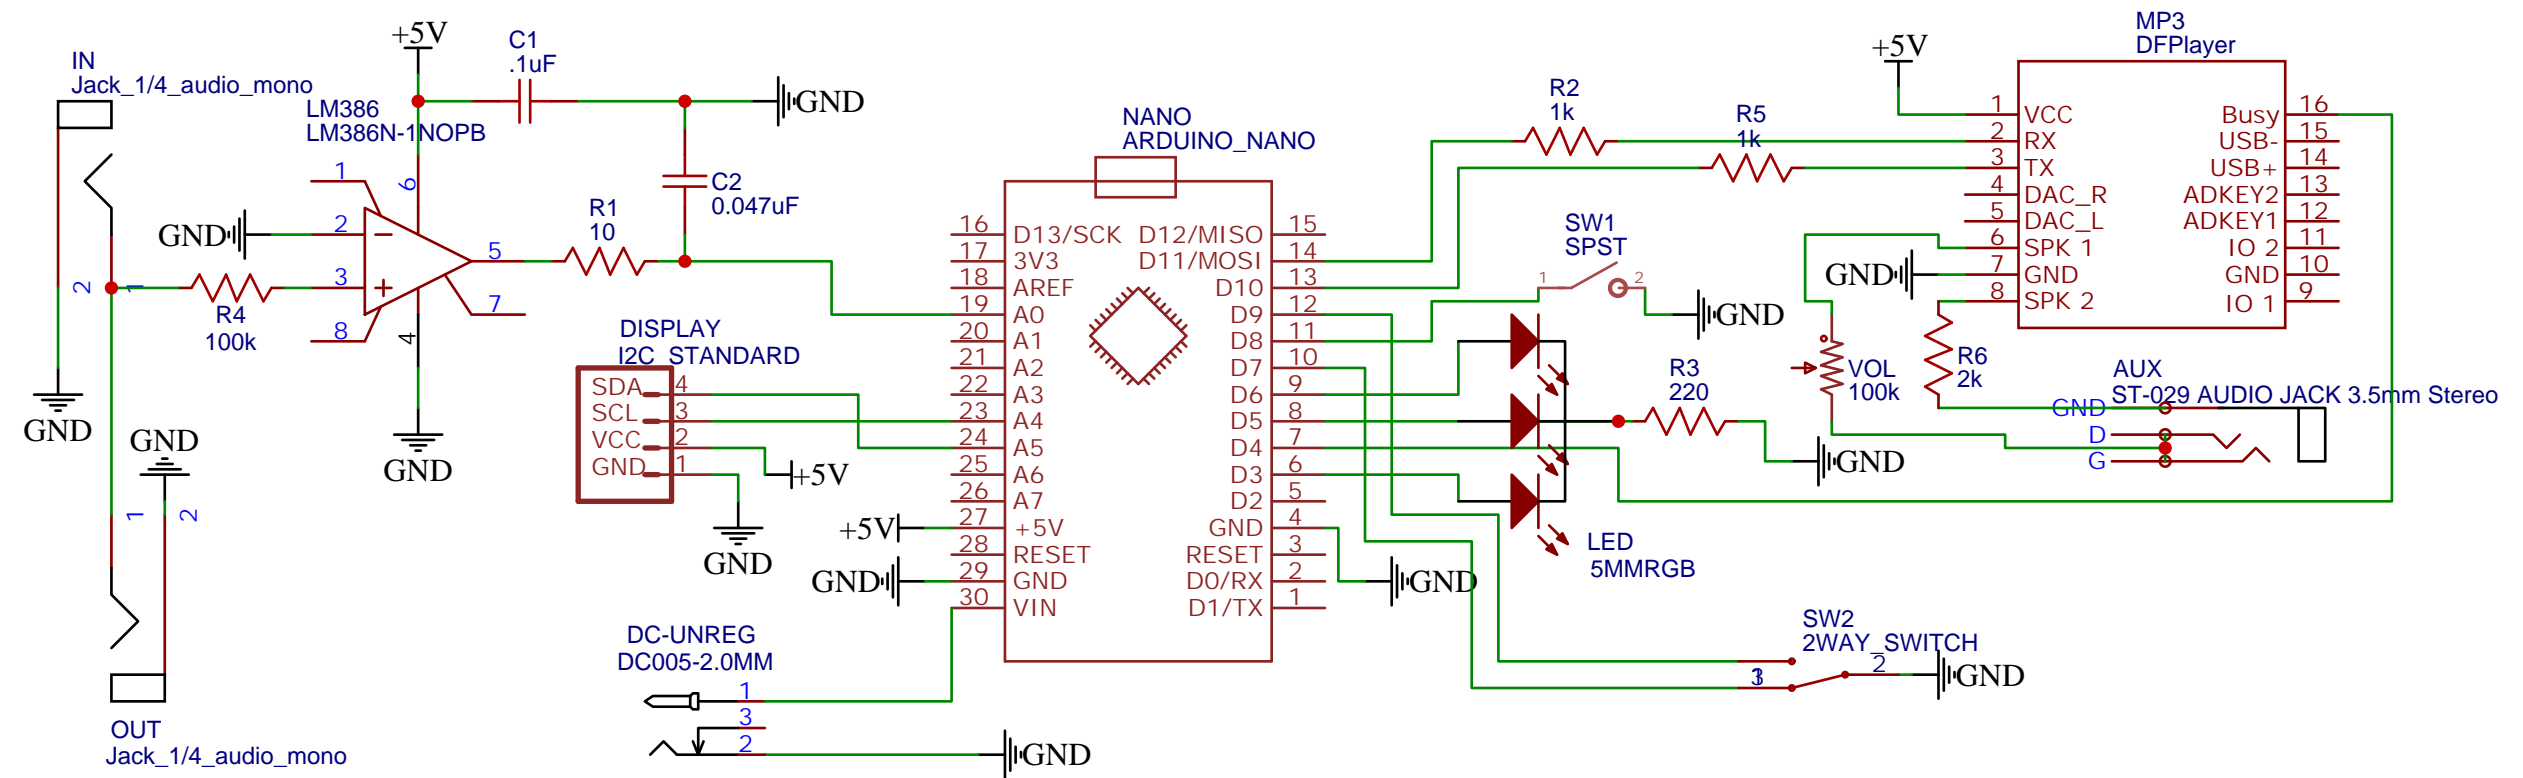 IN
Jack_1/4_audio_mono
2
1
GND
GND
1
2
OUT
Jack_1/4_audio_mono
+5V
LM386
LM386N-1NOPB
1
6
GND
2
3
8
4
5
7
R4
100k
GND
C1
.1uF
GND
C2
0.047uF
R1
10
DISPLAY
I2C_STANDARD
SDA 4
SCL 3
VCC 2
GND 1
+5V
GND
DC-UNREG
DC005-2.0MM
1
3
2
GND
NANO
ARDUINO_NANO
16 D13/SCK D12/MISO 15
17 3V3 D11/MOSI 14
18 AREF D10 13
19 A0 D9 12
20 A1 D8 11
21 A2 D7 10
22 A3 D6 9
23 A4 D5 8
24 A5 D4 7
25 A6 D3 6
26 A7 D2 5
+5V 27 +5V GND 4
28 RESET RESET 3
GND 29 GND D0/RX 2
30 VIN D1/TX 1
GND
R2
1k
R5
1k
SW1
SPST
1 2
GND
R3
220
GND
LED
5MMRGB
SW2
2WAY_SWITCH
1
3
2
GND
MP3
DFPlayer
+5V
1 VCC Busy 16
2 RX USB- 15
3 TX USB+ 14
4 DAC_R ADKEY2 13
5 DAC_L ADKEY1 12
6 SPK 1 IO 2 11
GND 7 GND GND 10
8 SPK 2 IO 1 9
VOL
100k
R6
2k
AUX
ST-029 AUDIO JACK 3.5mm Stereo
GND
D
G